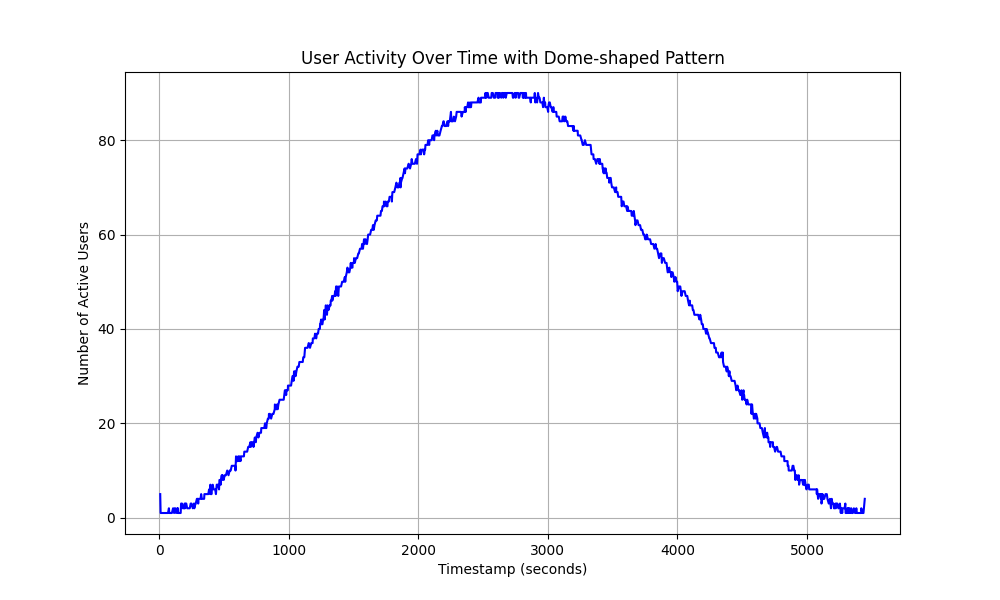 User Activity Over Time with Dome-shaped Pattern
Number of Active Users
80
60
40
20
0
0 1000 2000 3000 4000 5000
Timestamp (seconds)